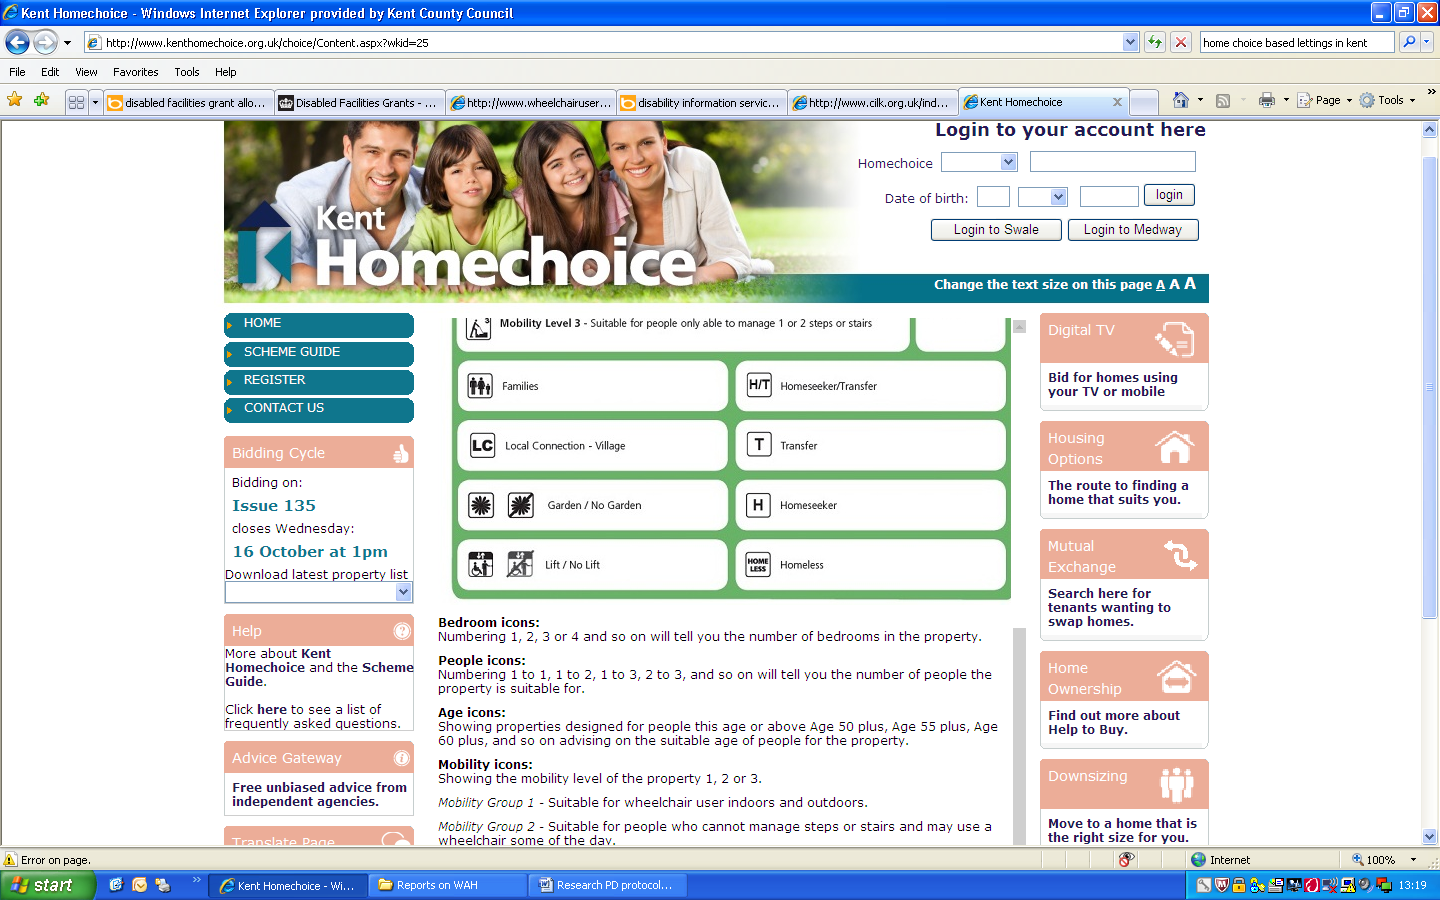 Kent Homechoice - Windows Internet Explorer provided by Kent County Council
http://www.kenthomechoice.org.uk/choice/Content.aspx?wkid=25
home choice based lettings in kent
File Edit View Favorites Tools Help
disabled facilities grant allo...
Disabled Facilities Grants - ...
http://www.wheelchairuser...
disability information servic...
http://www.cilk.org.uk/ind...
Kent Homechoice
Page Tools
Login to your account here
Homechoice
Date of birth:
login
Login to Swale
Login to Medway
Kent
Homechoice
Change the text size on this page A A A
HOME
SCHEME GUIDE
REGISTER
CONTACT US
Bidding Cycle
Bidding on:
Issue 135
closes Wednesday:
16 October at 1pm
Download latest property list
Help
More about Kent
Homechoice and the Scheme
Guide.
Click here to see a list of
frequently asked questions.
Advice Gateway
Free unbiased advice from
independent agencies.
Translate Page
3 Mobility Level 3 - Suitable for people only able to manage 1 or 2 steps or stairs
Families
H/T Homeseeker/Transfer
LC Local Connection - Village
T Transfer
Garden / No Garden
H Homeseeker
Lift / No Lift
HOME
LESS
Homeless
Bedroom icons:
Numbering 1, 2, 3 or 4 and so on will tell you the number of bedrooms in the property.
People icons:
Numbering 1 to 1, 1 to 2, 1 to 3, 2 to 3, and so on will tell you the number of people the
property is suitable for.
Age icons:
Showing properties designed for people this age or above Age 50 plus, Age 55 plus, Age
60 plus, and so on advising on the suitable age of people for the property.
Mobility icons:
Showing the mobility level of the property 1, 2 or 3.
Mobility Group 1 - Suitable for wheelchair user indoors and outdoors.
Mobility Group 2 - Suitable for people who cannot manage steps or stairs and may use a
wheelchair some of the day.
Digital TV
Bid for homes using
your TV or mobile
Housing
Options
The route to finding a
home that suits you.
Mutual
Exchange
Search here for
tenants wanting to
swap homes.
Home
Ownership
Find out more about
Help to Buy.
Downsizing
Move to a home that is
the right size for you.
Error on page.
Internet
100%
start
Kent Homechoice - Wi...
Reports on WAH
Research PD protocol...
13:19